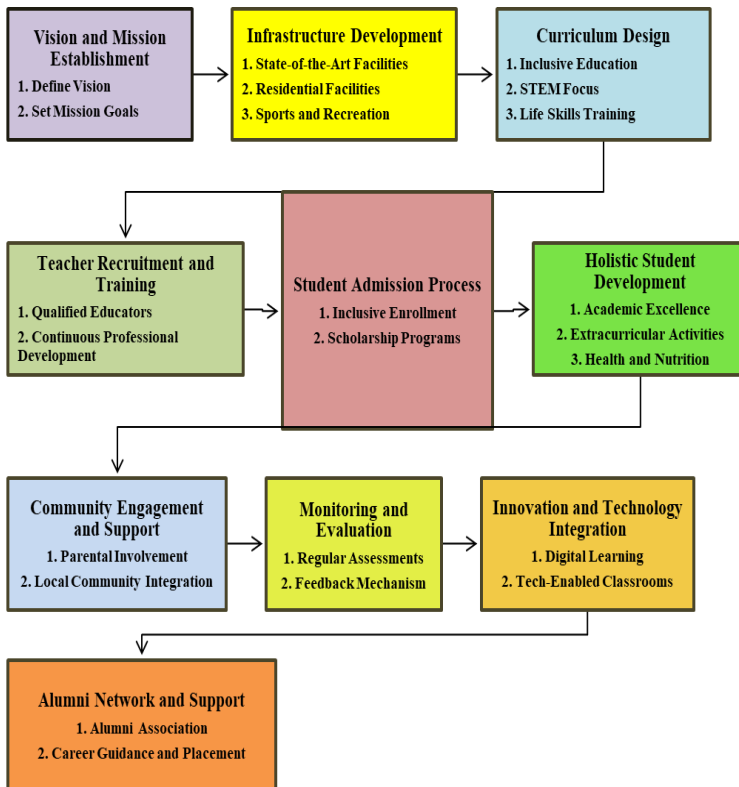 Vision and Mission
Establishment
1. Define Vision
2. Set Mission Goals
Infrastructure Development
1. State-of-the-Art Facilities
2. Residential Facilities
3. Sports and Recreation
Curriculum Design
1. Inclusive Education
2. STEM Focus
3. Life Skills Training
Teacher Recruitment and
Training
1. Qualified Educators
2. Continuous Professional
Development
Student Admission Process
1. Inclusive Enrollment
2. Scholarship Programs
Holistic Student
Development
1. Academic Excellence
2. Extracurricular Activities
3. Health and Nutrition
Community Engagement
and Support
1. Parental Involvement
2. Local Community Integration
Monitoring and
Evaluation
1. Regular Assessments
2. Feedback Mechanism
Innovation and Technology
Integration
1. Digital Learning
2. Tech-Enabled Classrooms
Alumni Network and Support
1. Alumni Association
2. Career Guidance and Placement